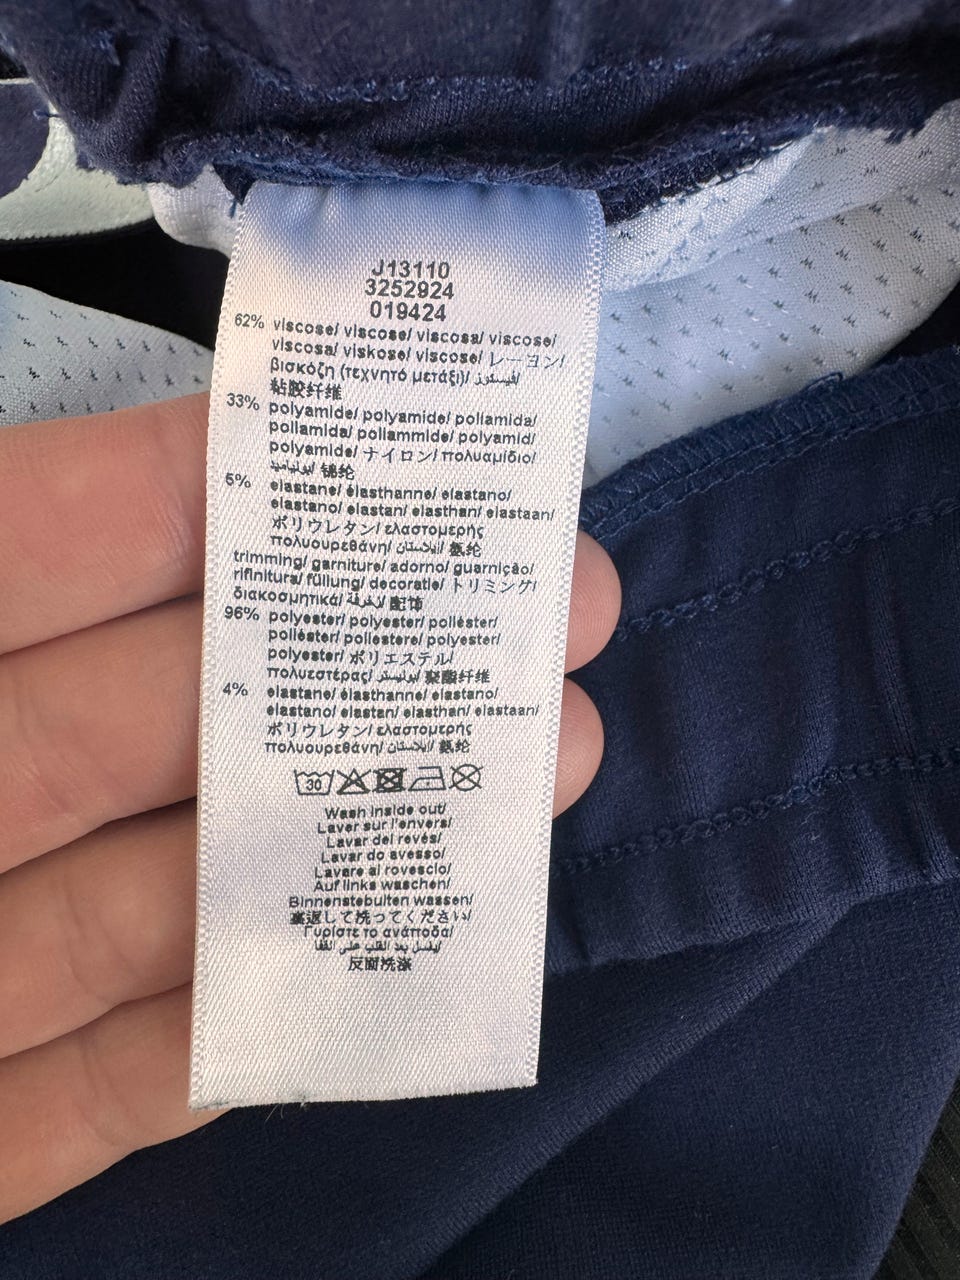 J13110
3252924
019424
62% viscose/ viscose/ viscosa/ viscose/
viscosa/ viskose/ viscose/ レーヨン/
βισκόζη (τεχνητό μετάξι)/ فيسكوز/
粘胶纤维
33% polyamide/ polyamide/ poliamida/
poliamida/ poliammide/ polyamid/
polyamide/ ナイロン/ πολυαμίδιο/
بولياميد/ 锦纶
5% elastane/ élasthanne/ elastano/
elastano/ elastan/ elasthan/ elastaan/
ポリウレタン/ ελαστομερής
πολυουρεθάνη/ إيلاستان/ 氨纶
trimming/ garniture/ adorno/ guarnição/
rifinitura/ füllung/ decoratie/ トリミング/
διακοσμητικά/ زخرفة/ 配饰
96% polyester/ polyester/ poliéster/
poliéster/ poliestere/ polyester/
polyester/ ポリエステル/
πολυεστέρας/ بوليستر/ 聚酯纤维
4% elastane/ élasthanne/ elastano/
elastano/ elastan/ elasthan/ elastaan/
ポリウレタン/ ελαστομερής
πολυουρεθάνη/ إيلاستان/ 氨纶
30
Wash inside out/
Laver sur l'envers/
Lavar del revés/
Lavar do avesso/
Lavare al rovescio/
Auf links waschen/
Binnenstebuiten wassen/
裏返して洗ってください/
Γυρίστε το ανάποδα/
يغسل بعد القلب على القفا/
反面洗涤